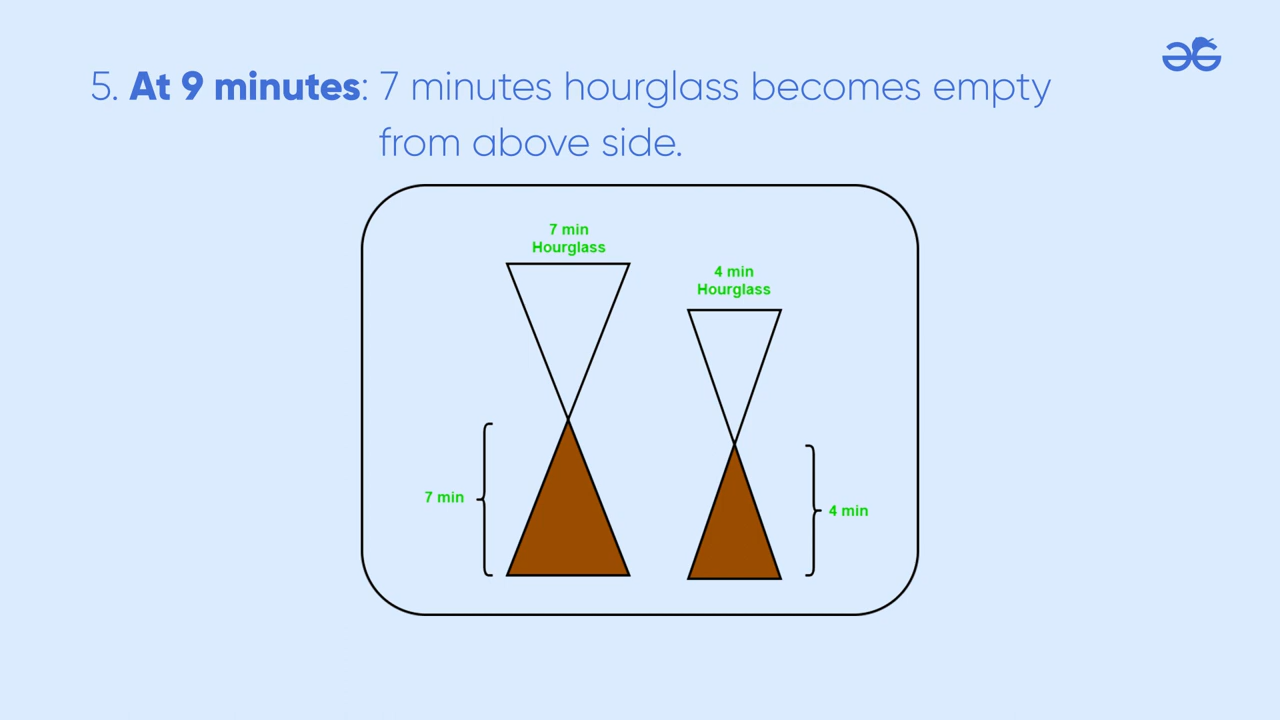 5. At 9 minutes: 7 minutes hourglass becomes empty
from above side.
7 min
Hourglass
4 min
Hourglass
7 min
4 min